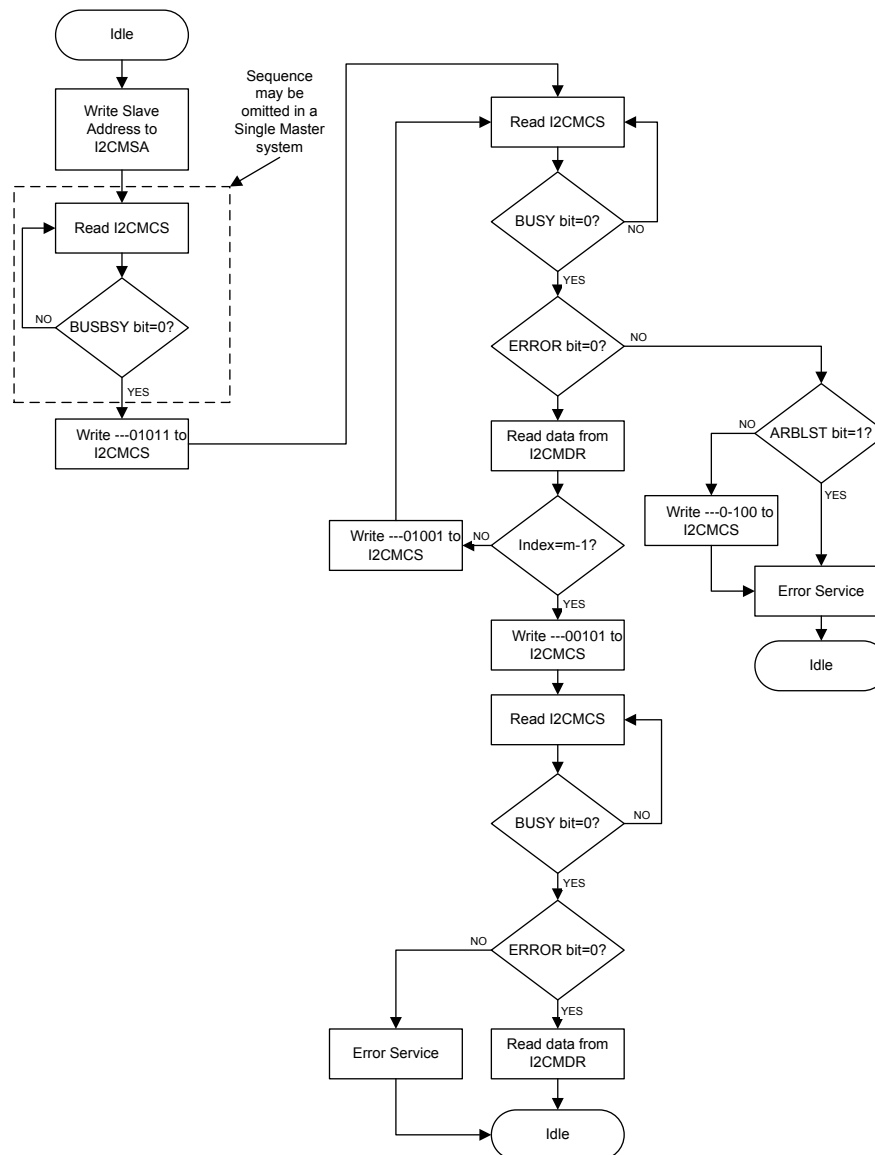 Idle
Write Slave
Address to
I2CMSA
Sequence
may be
omitted in a
Single Master
system
Read I2CMCS
BUSBSY bit=0?
NO
YES
Write ---01011 to
I2CMCS
Read I2CMCS
BUSY bit=0?
NO
YES
ERROR bit=0?
NO
YES
ARBLST bit=1?
NO
YES
Write ---0-100 to
I2CMCS
Error Service
Idle
Read data from
I2CMDR
Index=m-1?
NO
Write ---01001 to
I2CMCS
YES
Write ---00101 to
I2CMCS
Read I2CMCS
BUSY bit=0?
NO
YES
ERROR bit=0?
NO
YES
Error Service
Read data from
I2CMDR
Idle